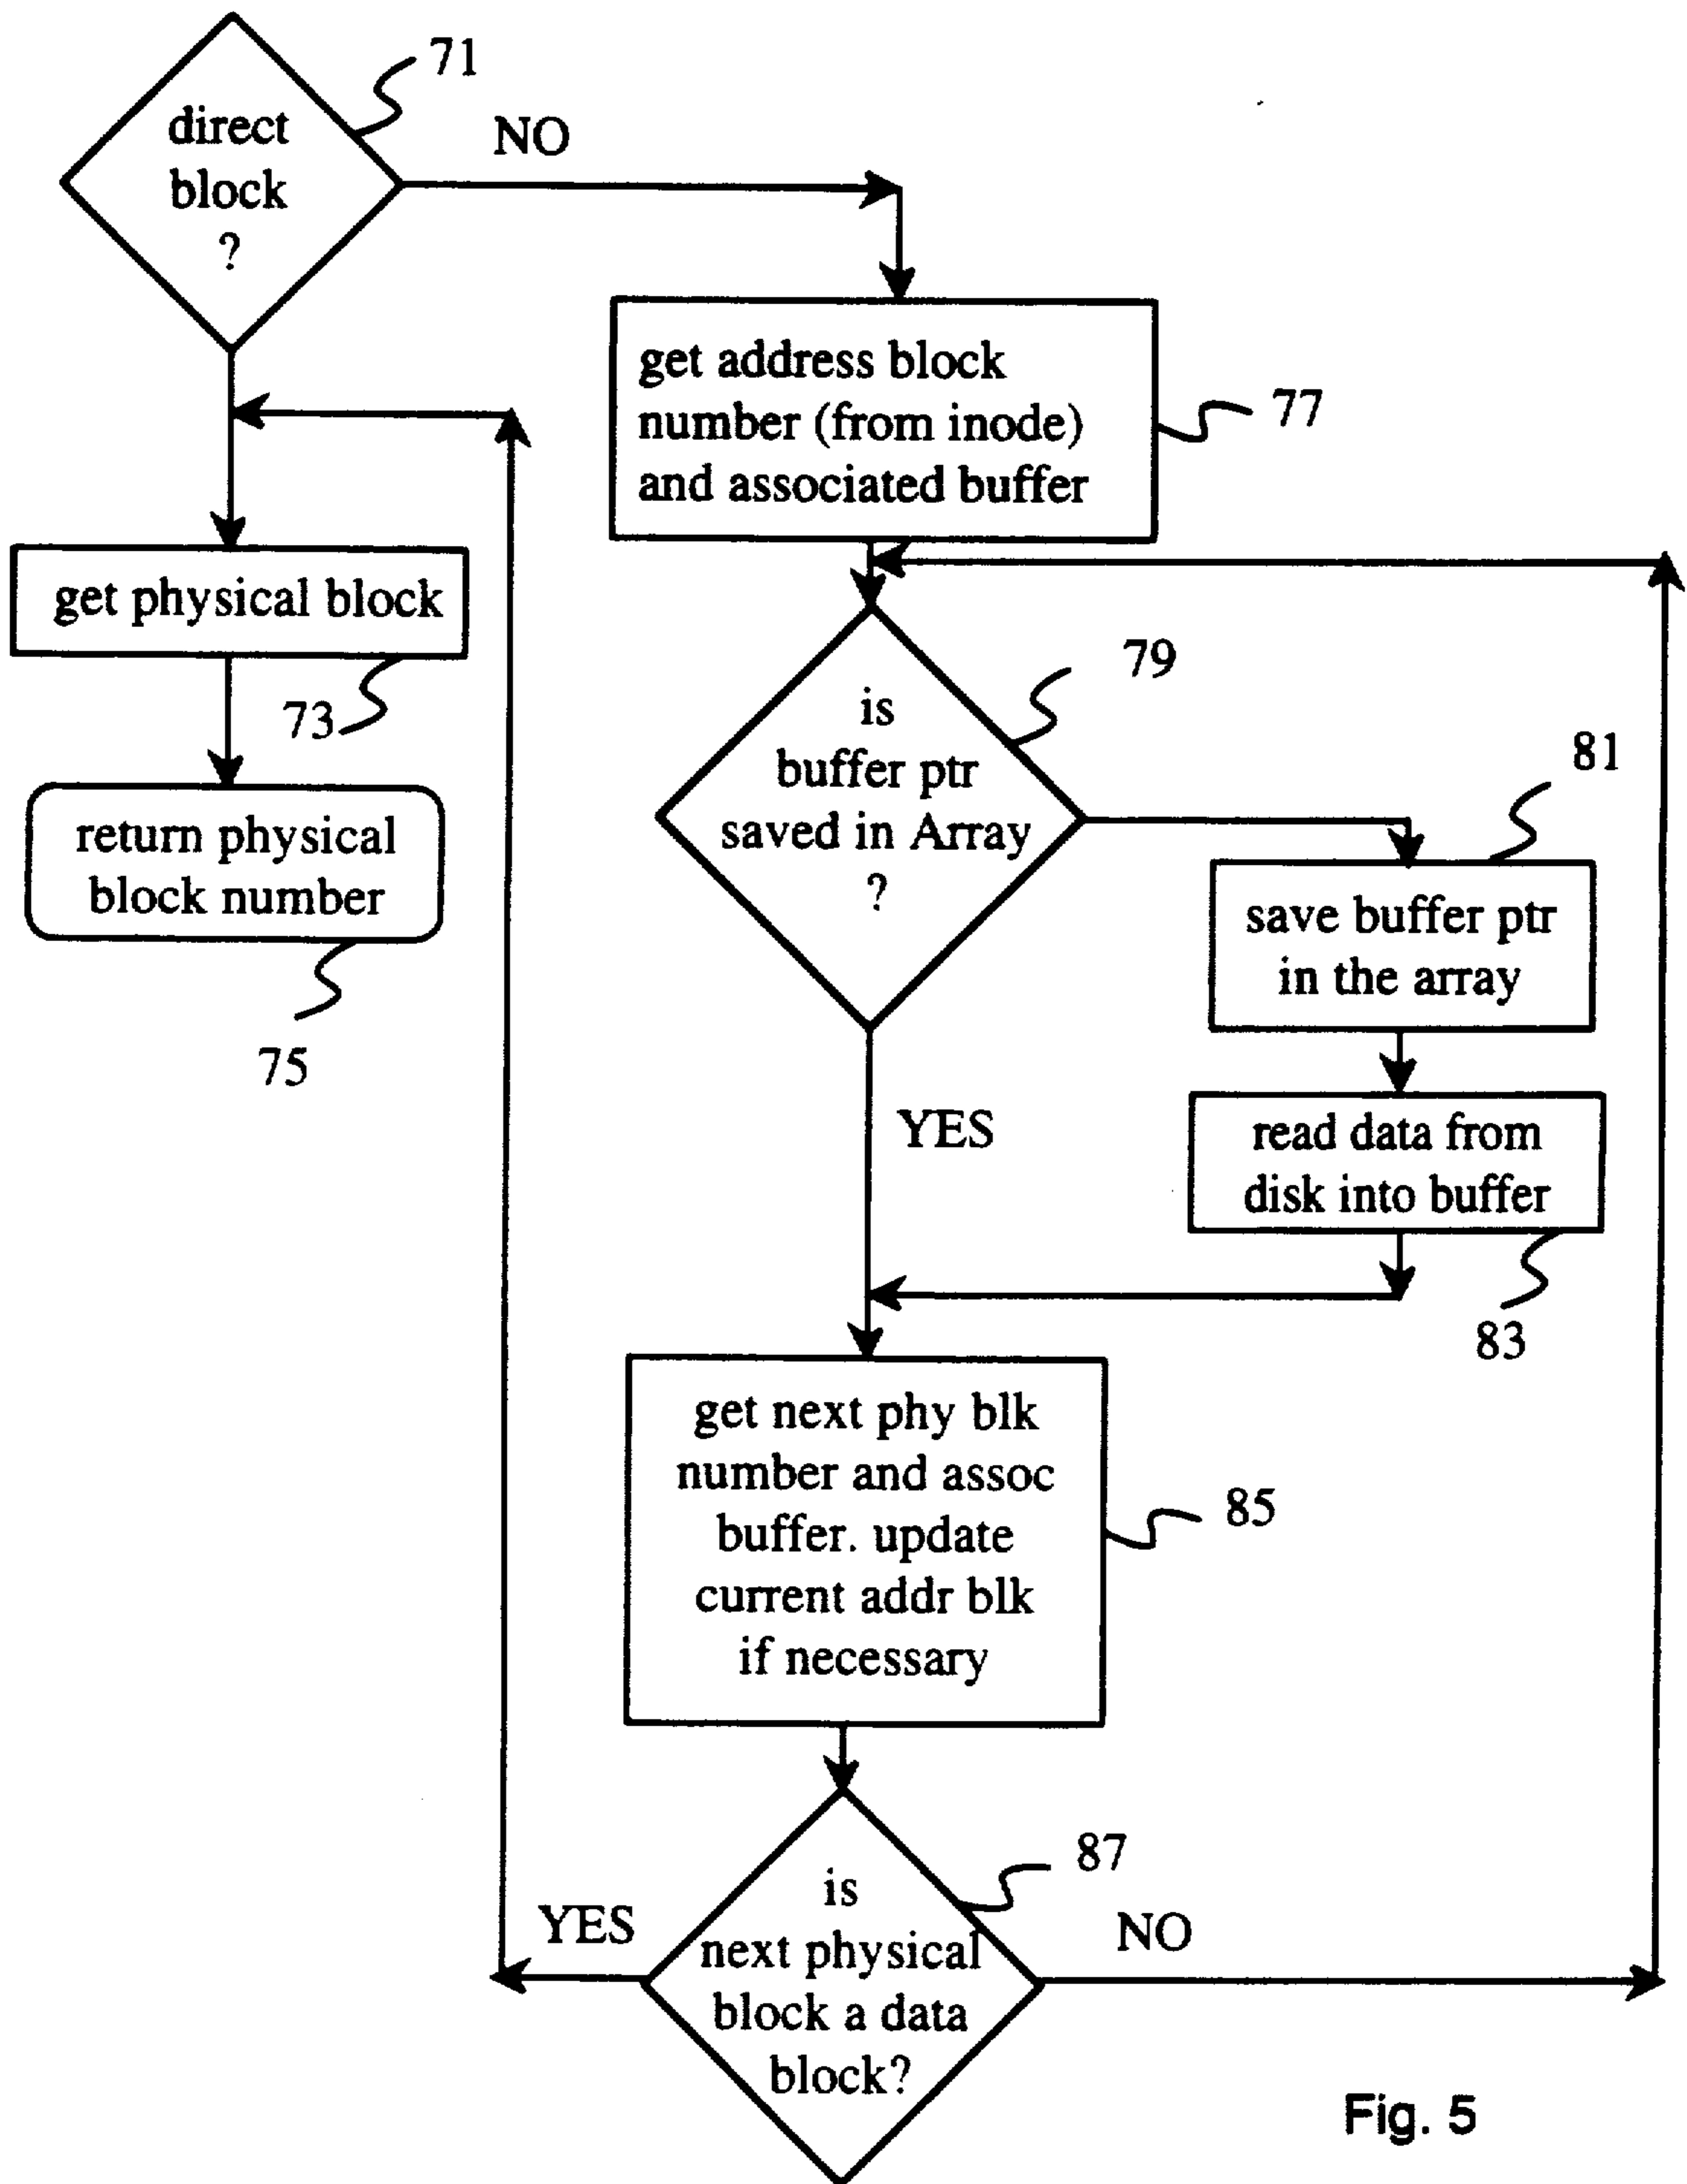 71
direct
block
?
NO
get address block
number (from inode)
and associated buffer
77
get physical block
73
return physical
block number
75
is
buffer ptr
saved in Array
?
79
81
save buffer ptr
in the array
YES
read data from
disk into buffer
83
get next phy blk
number and assoc
buffer. update
current addr blk
if necessary
85
87
is
next physical
block a data
block?
YES
NO
Fig. 5